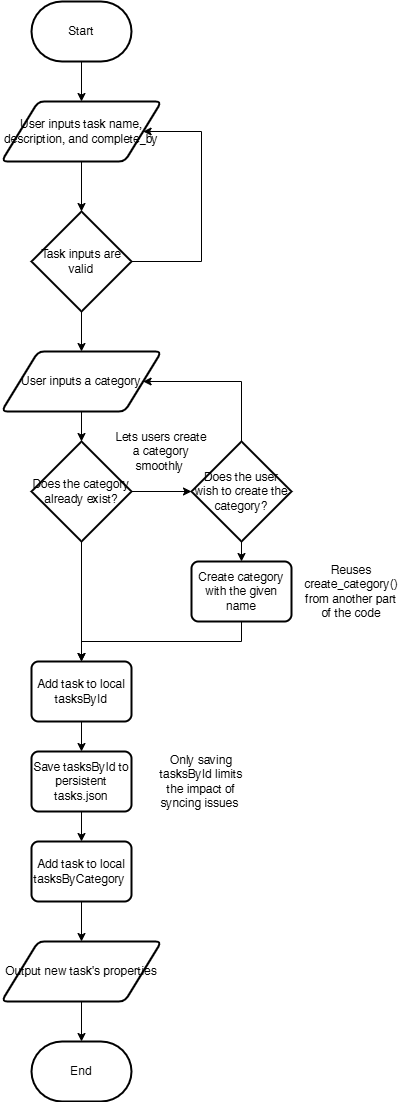 Start
User inputs task name,
description, and complete_by
Task inputs are
valid
User inputs a category
Lets users create
a category
smoothly
Does the category
already exist?
Does the user
wish to create the
category?
Create category
with the given
name
Reuses
create_category()
from another part
of the code
Add task to local
tasksById
Save tasksById to
persistent
tasks.json
Only saving
tasksById limits
the impact of
syncing issues
Add task to local
tasksByCategory
Output new task's properties
End